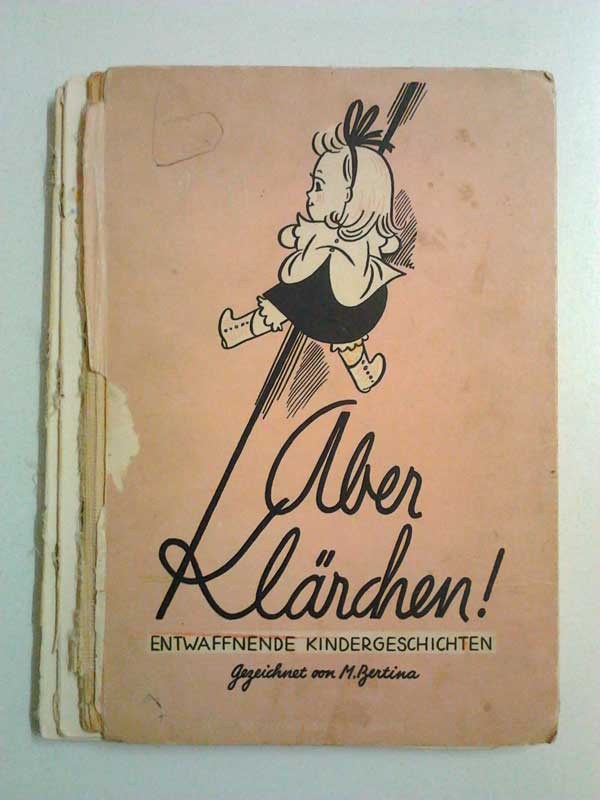 Aber
Klärchen!
ENTWAFFNENDE KINDERGESCHICHTEN
Gezeichnet von M. Bertina